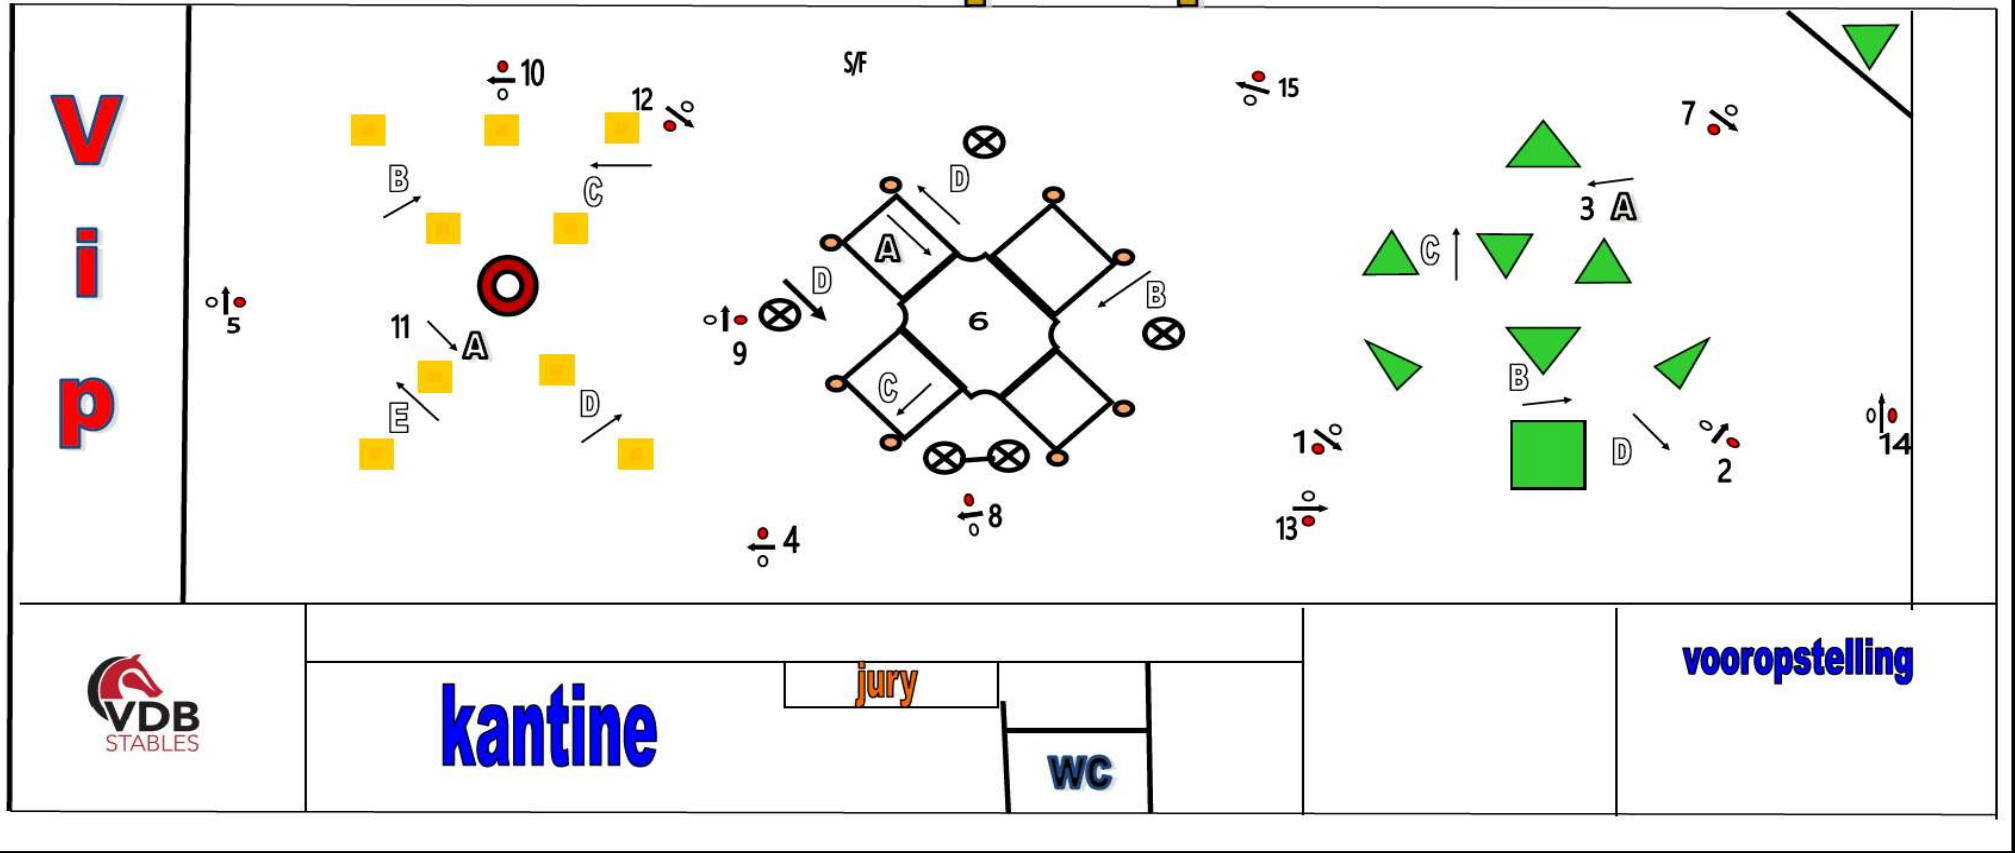 Vip
10
12
S/F
15
7
B
C
D
A
3 A
C
D
B
5
11
A
9
6
B
E
D
C
1
D
2
14
8
13
4
VDB
STABLES
kantine
jury
WC
vooropstelling